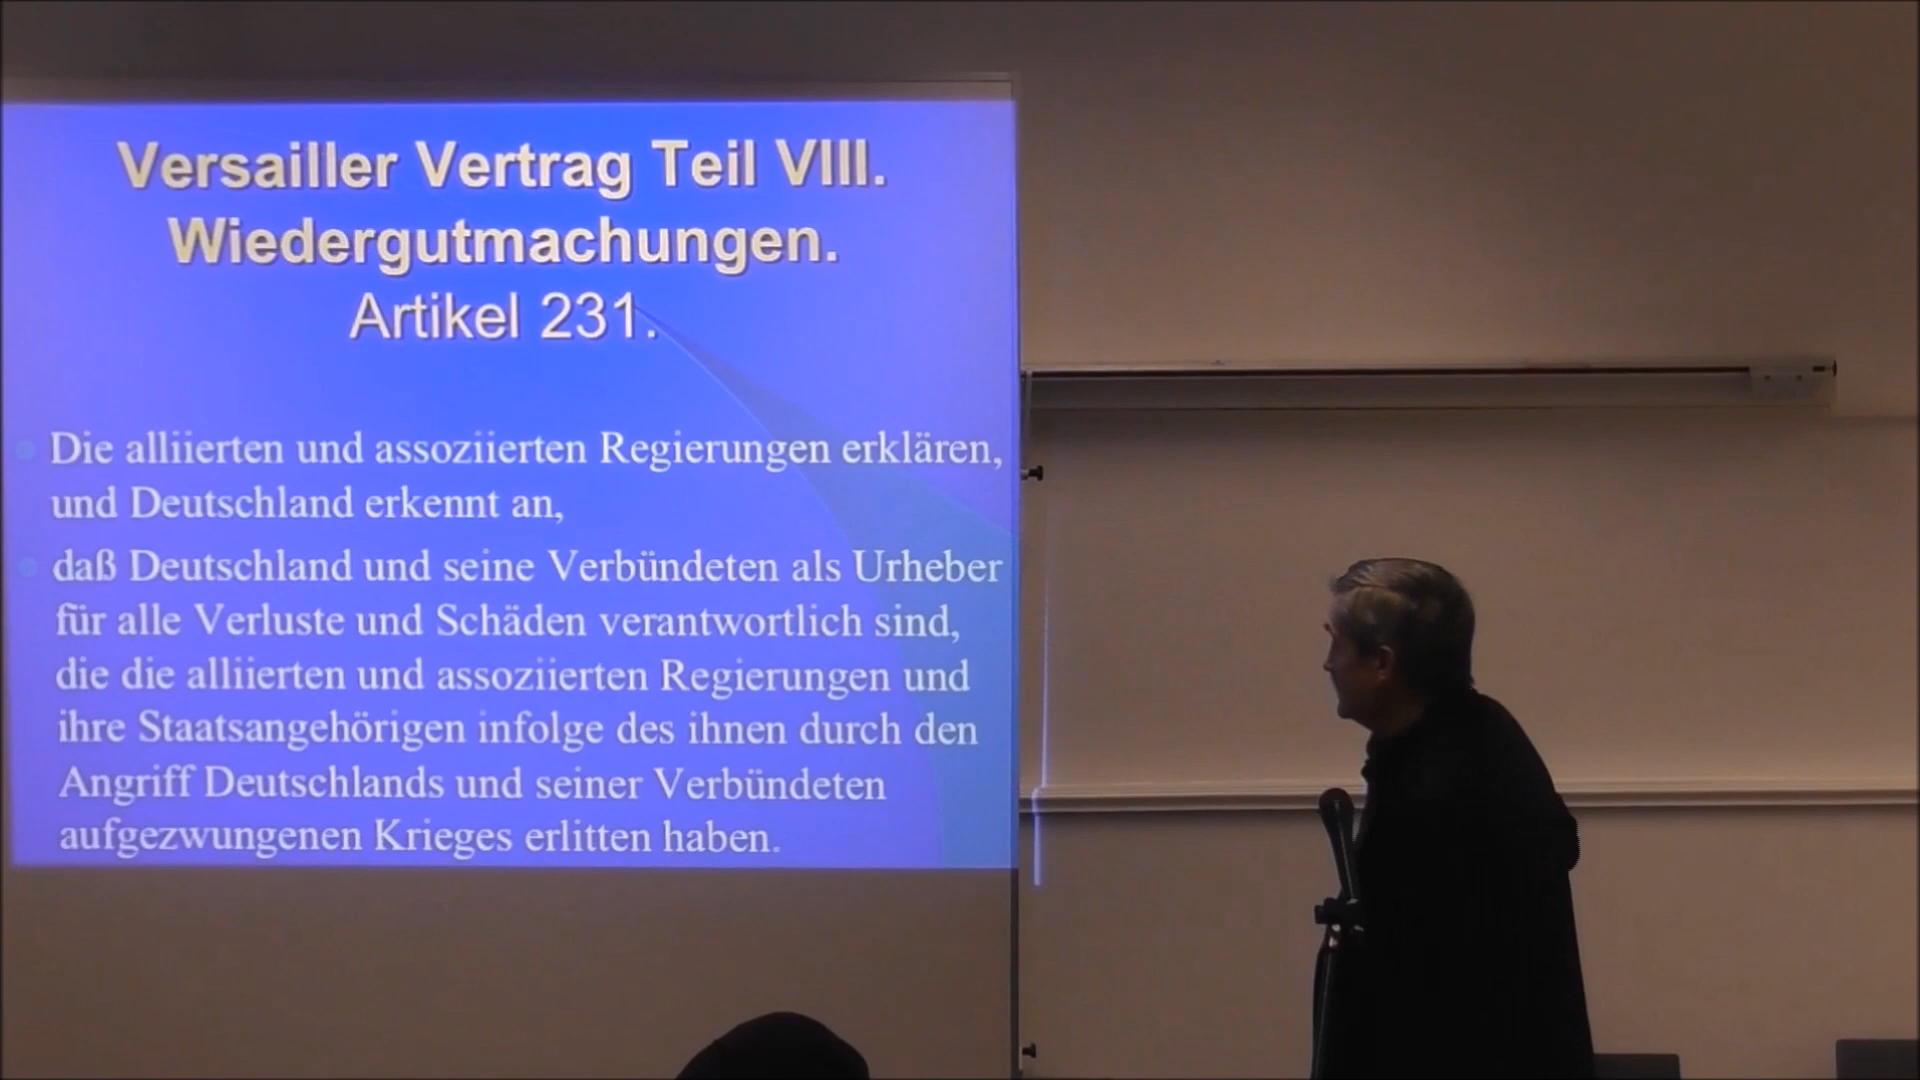 Versailler Vertrag Teil VIII.
Wiedergutmachungen.
Artikel 231.
Die alliierten und assoziierten Regierungen erklären,
und Deutschland erkennt an,
daß Deutschland und seine Verbündeten als Urheber
für alle Verluste und Schäden verantwortlich sind,
die die alliierten und assoziierten Regierungen und
ihre Staatsangehörigen infolge des ihnen durch den
Angriff Deutschlands und seiner Verbündeten
aufgezwungenen Krieges erlitten haben.